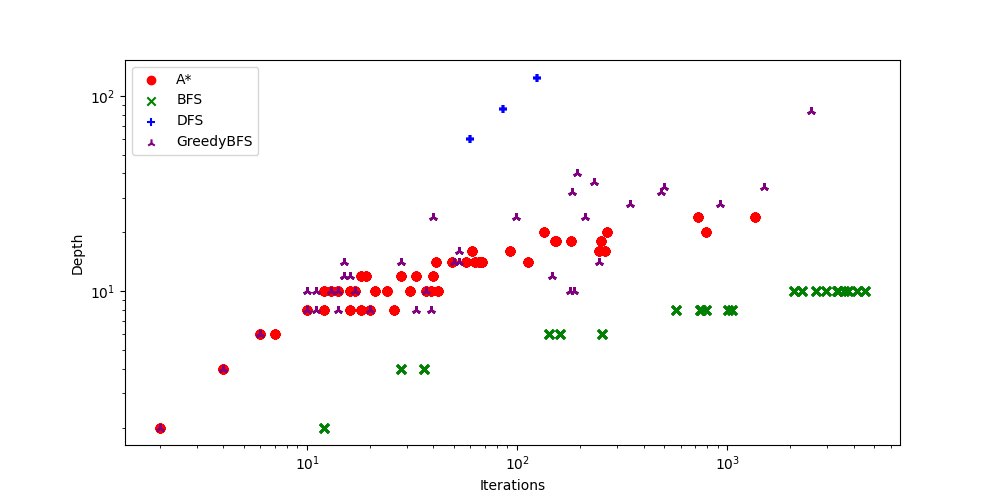 A*
BFS
DFS
GreedyBFS
10²
10¹
Depth
10¹ 10² 10³
Iterations